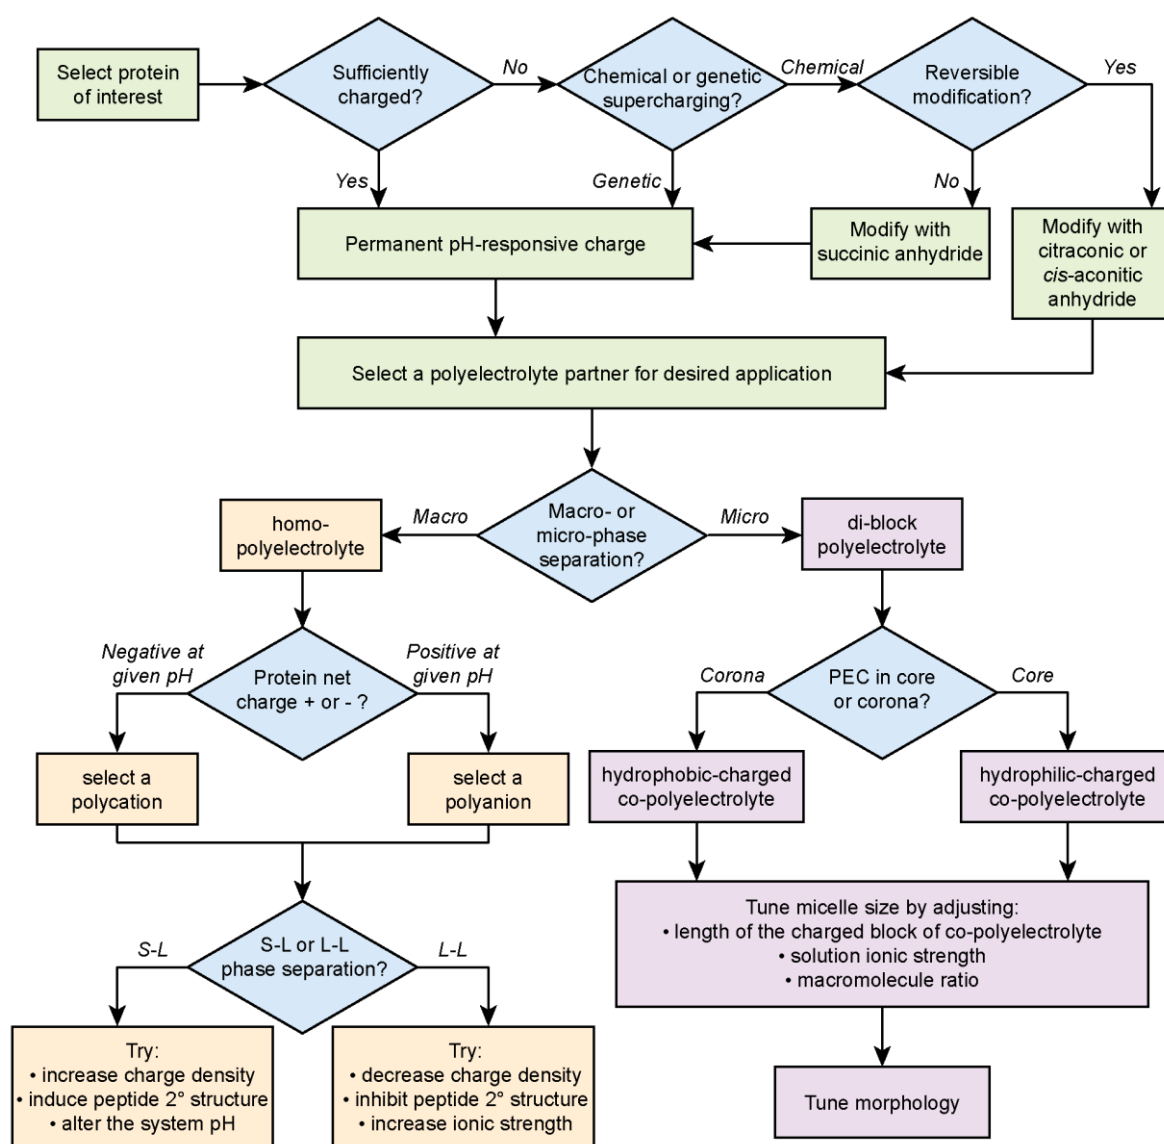 Select protein
of interest
Sufficiently
charged?
No
Chemical or genetic
supercharging?
Chemical
Reversible
modification?
Yes
Yes
Genetic
No
Permanent pH-responsive charge
Modify with
succinic anhydride
Modify with
citraconic or
cis-aconitic
anhydride
Select a polyelectrolyte partner for desired application
homo-
polyelectrolyte
Macro
Macro- or
micro-phase
separation?
Micro
di-block
polyelectrolyte
Negative at
given pH
Protein net
charge + or - ?
Positive at
given pH
Corona
PEC in core
or corona?
Core
select a
polycation
select a
polyanion
hydrophobic-charged
co-polyelectrolyte
hydrophilic-charged
co-polyelectrolyte
S-L
S-L or L-L
phase separation?
L-L
Tune micelle size by adjusting:
• length of the charged block of co-polyelectrolyte
• solution ionic strength
• macromolecule ratio
Try:
• increase charge density
• induce peptide 2° structure
• alter the system pH
Try:
• decrease charge density
• inhibit peptide 2° structure
• increase ionic strength
Tune morphology